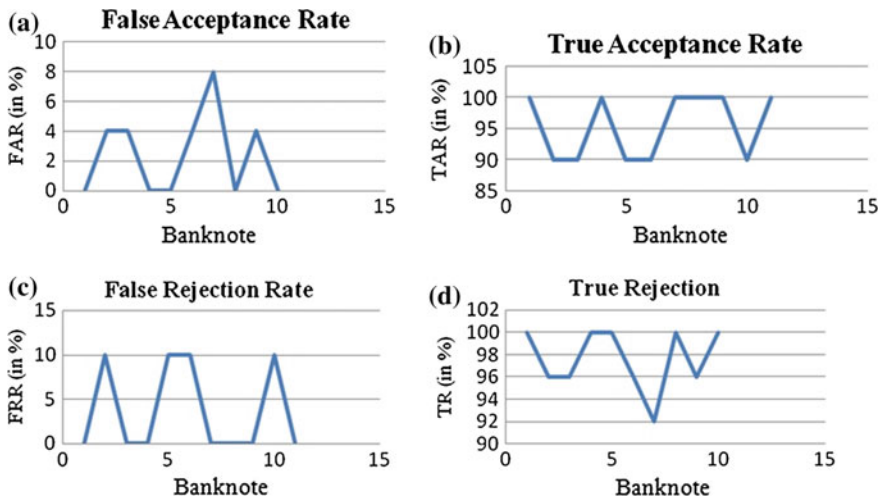 (a)
False Acceptance Rate
FAR (in %)
10
8
6
4
2
0
0 5 10 15
Banknote
(b)
True Acceptance Rate
TAR (in %)
105
100
95
90
85
0 5 10 15
Banknote
(c)
False Rejection Rate
FRR (in %)
15
10
5
0
0 5 10 15
Banknote
(d)
True Rejection
TR (in %)
102
100
98
96
94
92
90
0 5 10 15
Banknote